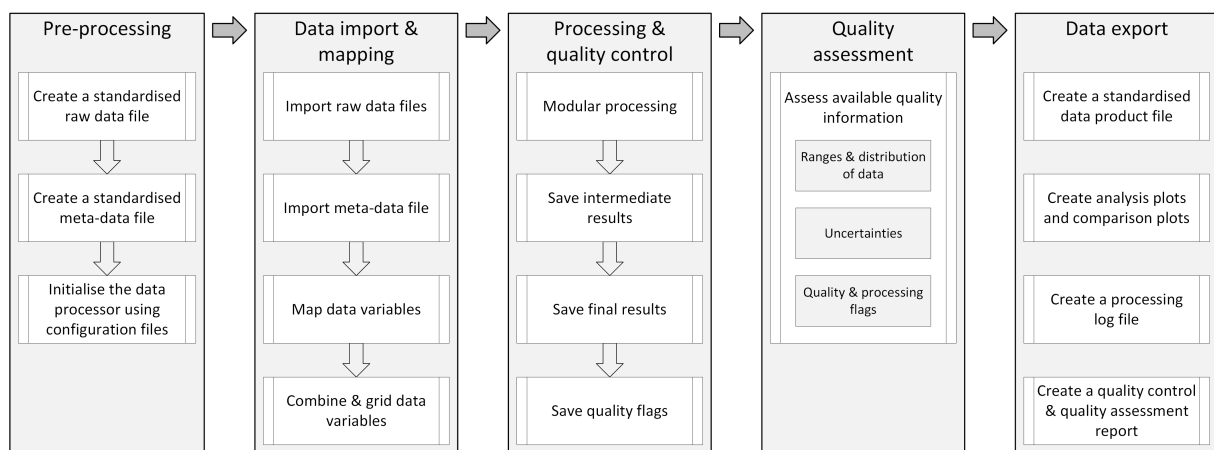 Pre-processing
Create a standardised
raw data file
Create a standardised
meta-data file
Initialise the data
processor using
configuration files
Data import &
mapping
Import raw data files
Import meta-data file
Map data variables
Combine & grid data
variables
Processing &
quality control
Modular processing
Save intermediate
results
Save final results
Save quality flags
Quality
assessment
Assess available quality
information
Ranges & distribution
of data
Uncertainties
Quality & processing
flags
Data export
Create a standardised
data product file
Create analysis plots
and comparison plots
Create a processing
log file
Create a quality control
& quality assessment
report